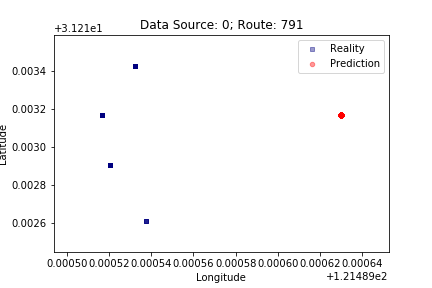 Data Source: 0; Route: 791
+3.121e1
Reality
Prediction
0.0034
0.0032
0.0030
0.0028
0.0026
Latitude
0.00050 0.00052 0.00054 0.00056 0.00058 0.00060 0.00062 0.00064
Longitude
+1.21489e2